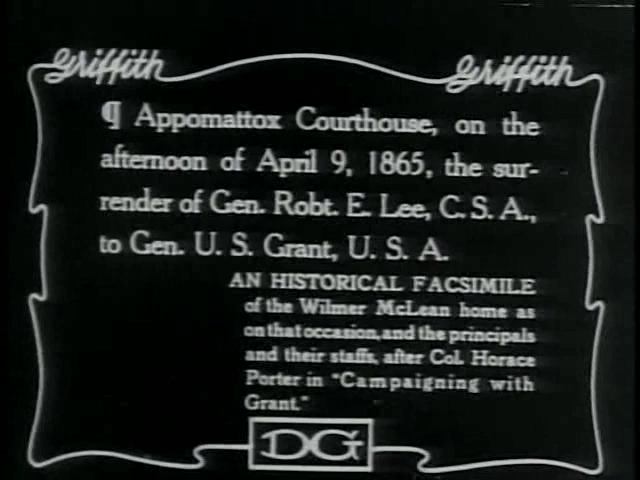 Griffith Griffith
¶ Appomattox Courthouse, on the
afternoon of April 9, 1865, the sur-
render of Gen. Robt. E. Lee, C. S. A.,
to Gen. U. S. Grant, U. S. A.
AN HISTORICAL FACSIMILE
of the Wilmer McLean home as
on that occasion, and the principals
and their staffs, after Col. Horace
Porter in "Campaigning with
Grant."
DG